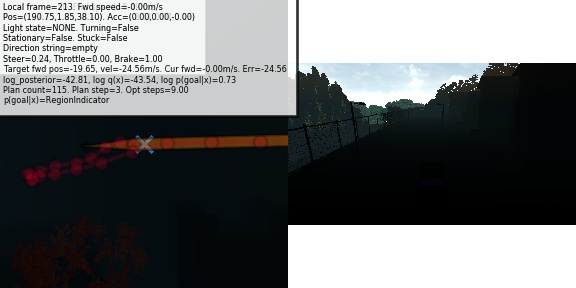 Local frame=213. Fwd speed=-0.00m/s
Pos=(190.75,1.85,38.10). Acc=(0.00,0.00,-0.00)
Light state=NONE. Turning=False
Stationary=False. Stuck=False
Direction string=empty
Steer=0.24, Throttle=0.00, Brake=1.00
Target fwd pos=-19.65, vel=-24.56m/s. Cur fwd=-0.00m/s. Err=-24.56
log_posterior=-42.81, log q(x)=-43.54, log p(goal|x)=0.73
Plan count=115. Plan step=3. Opt steps=9.00
p(goal|x)=RegionIndicator